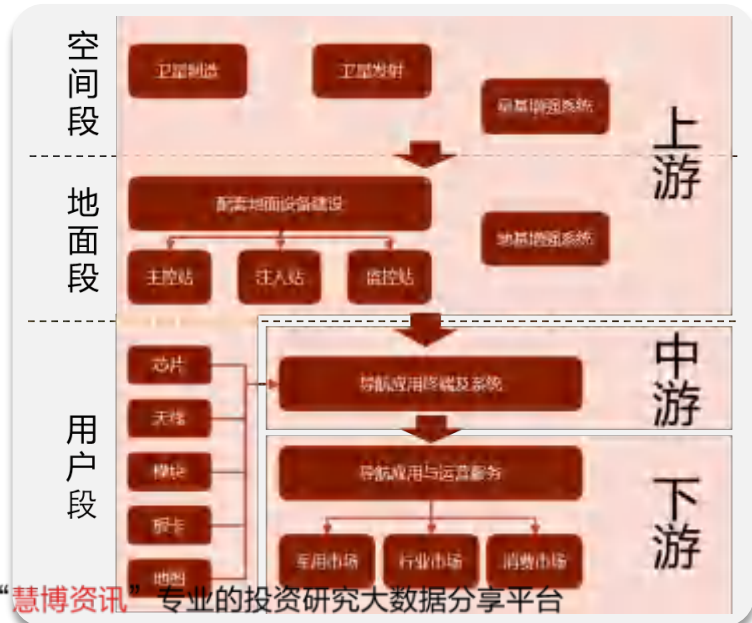 空间段
卫星制造
卫星发射
星基增强系统
上游
地面段
配套地面设备建设
地基增强系统
主控站
注入站
监控站
用户段
芯片
天线
模块
板卡
地图
导航应用终端及系统
中游
导航应用与运营服务
下游
军用市场
行业市场
消费市场
“慧博资讯”专业的投资研究大数据分享平台